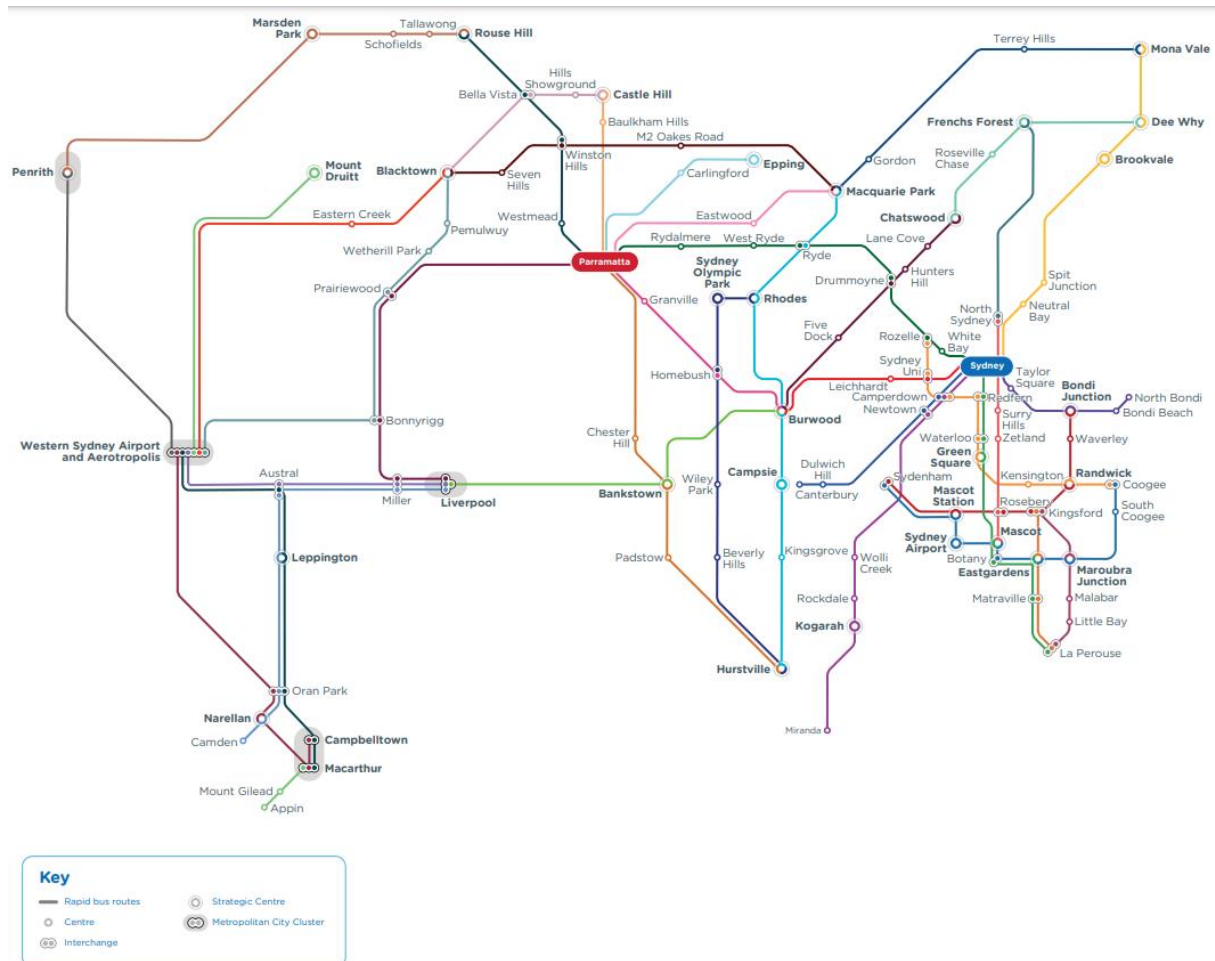 Marsden
Park
Tallawong
Schofields
Rouse Hill
Terrey Hills
Mona Vale
Hills
Showground
Bella Vista
Castle Hill
Baulkham Hills
M2 Oakes Road
Frenchs Forest
Dee Why
Penrith
Mount
Druitt
Blacktown
Seven
Hills
Winston
Hills
Epping
Carlingford
Gordon
Roseville
Chase
Brookvale
Macquarie Park
Eastern Creek
Pemulwuy
Westmead
Eastwood
Chatswood
Wetherill Park
Rydalmere
West Ryde
Ryde
Lane Cove
Parramatta
Prairiewood
Sydney
Olympic
Park
Granville
Rhodes
Drummoyne
Hunters
Hill
Spit
Junction
North
Sydney
Neutral
Bay
Five
Dock
Rozelle
White
Bay
Homebush
Sydney
Uni
Sydney
Leichhardt
Taylor
Square
Bondi
Junction
Camperdown
Redfern
North Bondi
Newtown
Bondi Beach
Burwood
Surry
Hills
Bonnyrigg
Chester
Hill
Waterloo
Zetland
Waverley
Western Sydney Airport
and Aerotropolis
Green
Square
Austral
Miller
Liverpool
Bankstown
Wiley
Park
Campsie
Dulwich
Hill
Canterbury
Sydenham
Kensington
Randwick
Coogee
Mascot
Station
Rosebery
Kingsford
South
Coogee
Sydney
Airport
Mascot
Leppington
Padstow
Beverly
Hills
Kingsgrove
Wolli
Creek
Botany
Eastgardens
Maroubra
Junction
Rockdale
Matraville
Malabar
Kogarah
Little Bay
La Perouse
Hurstville
Oran Park
Narellan
Camden
Miranda
Campbelltown
Macarthur
Mount Gilead
Appin
Key
Rapid bus routes
Strategic Centre
Centre
Metropolitan City Cluster
Interchange